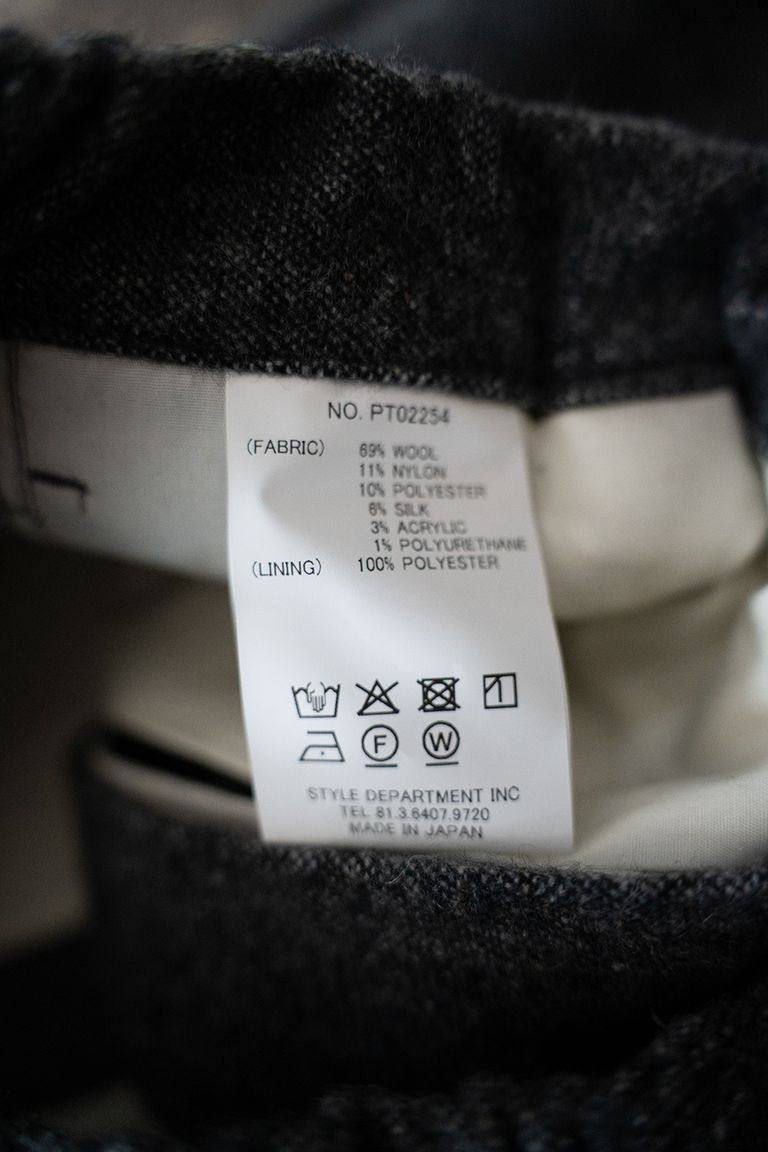 NO. PT02254
(FABRIC) 69% WOOL
11% NYLON
10% POLYESTER
6% SILK
3% ACRYLIC
1% POLYURETHANE
(LINING) 100% POLYESTER
F W
STYLE DEPARTMENT INC
TEL 81.3.6407.9720
MADE IN JAPAN